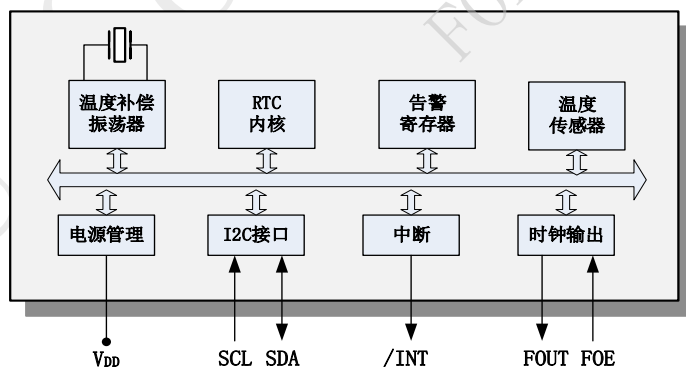 温度补偿
振荡器
RTC
内核
告警
寄存器
温度
传感器
电源管理
I2C接口
中断
时钟输出
VDD
SCL SDA
/INT
FOUT FOE